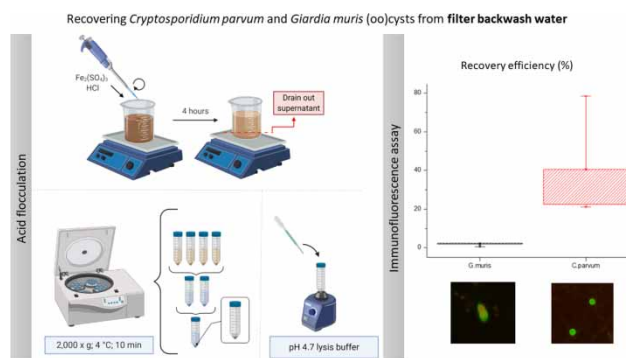 Recovering Cryptosporidium parvum and Giardia muris (oo)cysts from filter backwash water
Acid flocculation
Fe₂(SO₄)₃
HCl
4 hours
Drain out
supernatant
2,000 x g; 4 °C; 10 min
pH 4.7 lysis buffer
Immunofluorescence assay
Recovery efficiency (%)
80
60
40
20
0
G.muris
C.parvum